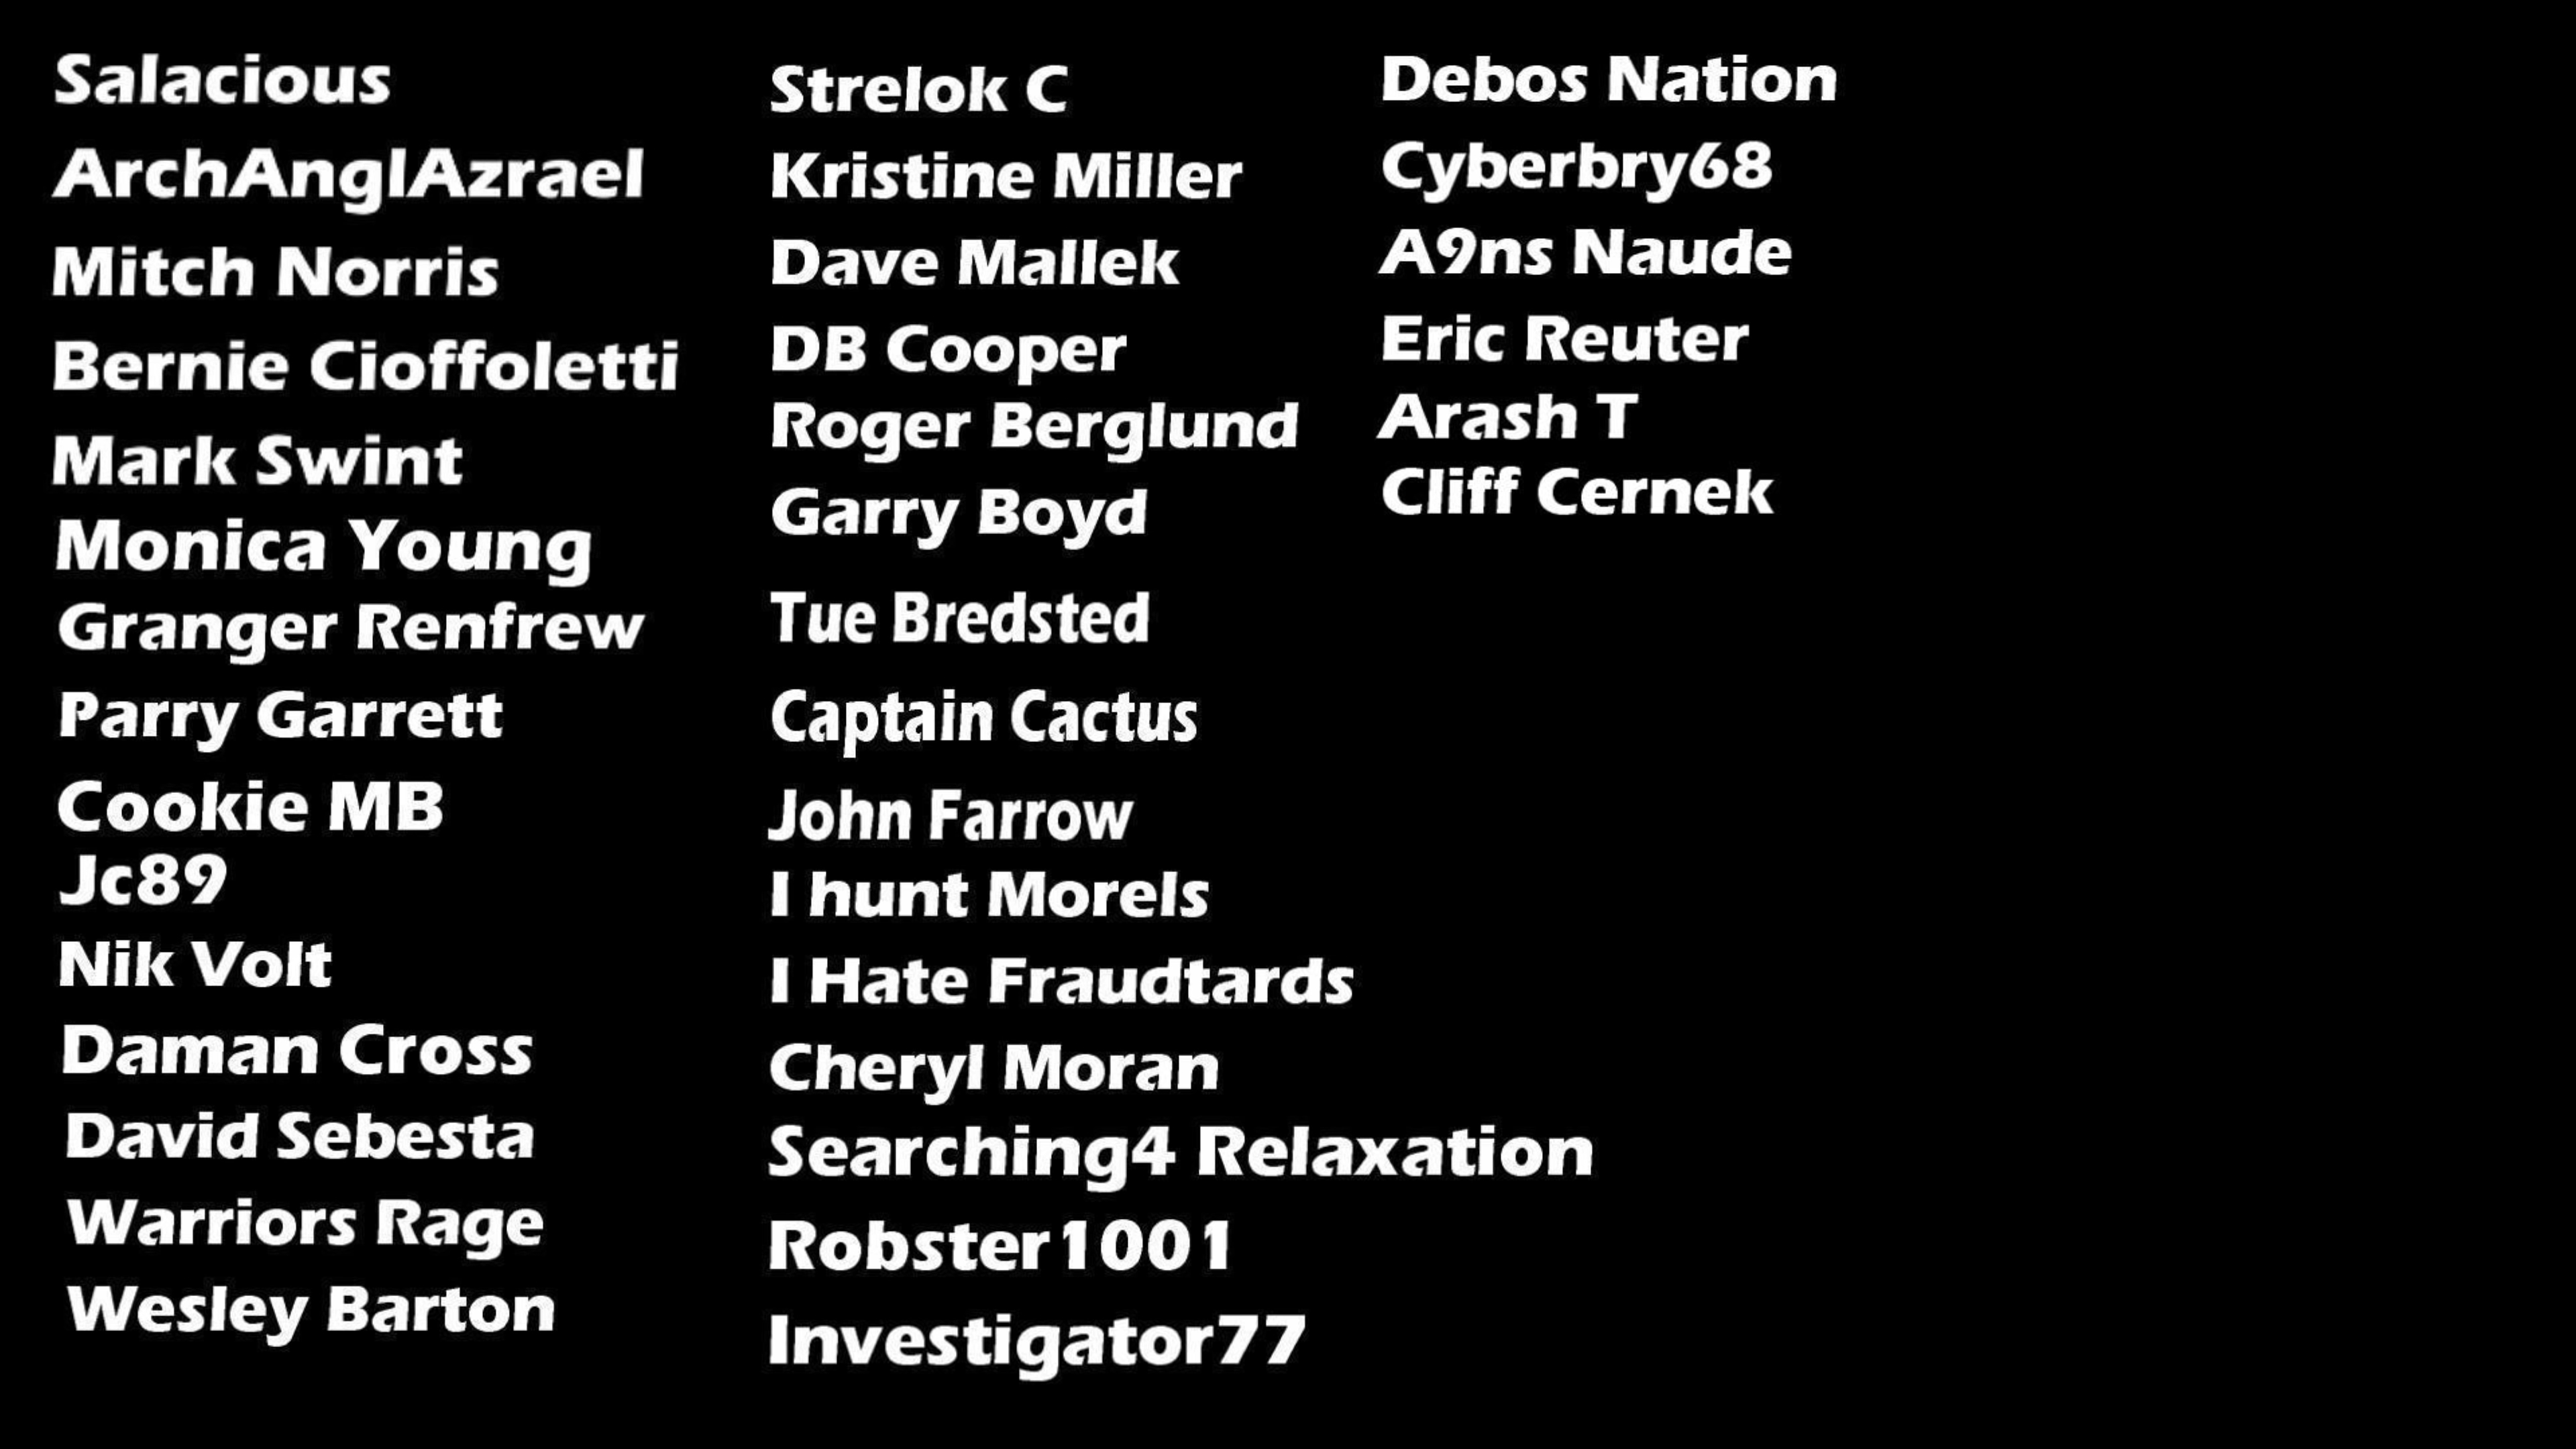 Salacious
ArchAnglAzrael
Mitch Norris
Bernie Cioffoletti
Mark Swint
Monica Young
Granger Renfrew
Parry Garrett
Cookie MB
Jc89
Nik Volt
Daman Cross
David Sebesta
Warriors Rage
Wesley Barton
Strelok C
Kristine Miller
Dave Mallek
DB Cooper
Roger Berglund
Garry Boyd
Tue Bredsted
Captain Cactus
John Farrow
I hunt Morels
I Hate Fraudtards
Cheryl Moran
Searching4 Relaxation
Robster1001
Investigator77
Debos Nation
Cyberbry68
A9ns Naude
Eric Reuter
Arash T
Cliff Cernek